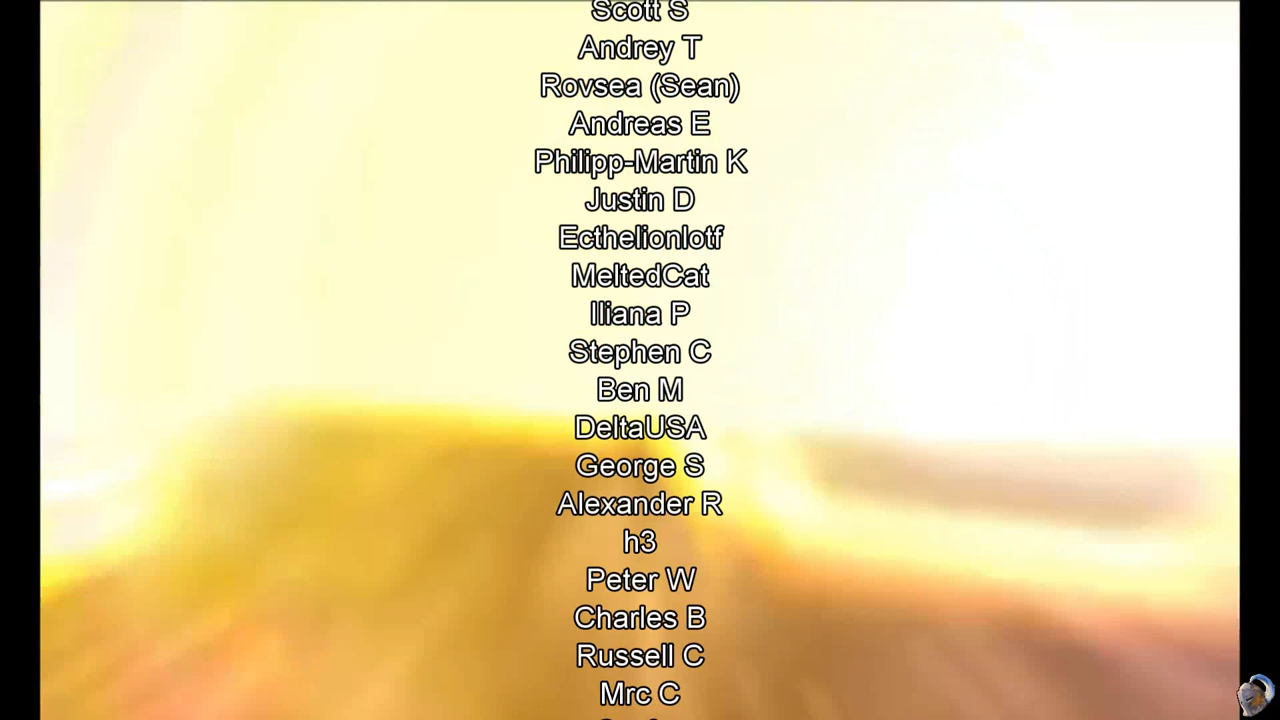 Scott S
Andrey T
Rovsea (Sean)
Andreas E
Philipp-Martin K
Justin D
Ecthelionlotf
MeltedCat
Iliana P
Stephen C
Ben M
DeltaUSA
George S
Alexander R
h3
Peter W
Charles B
Russell C
Mrc C